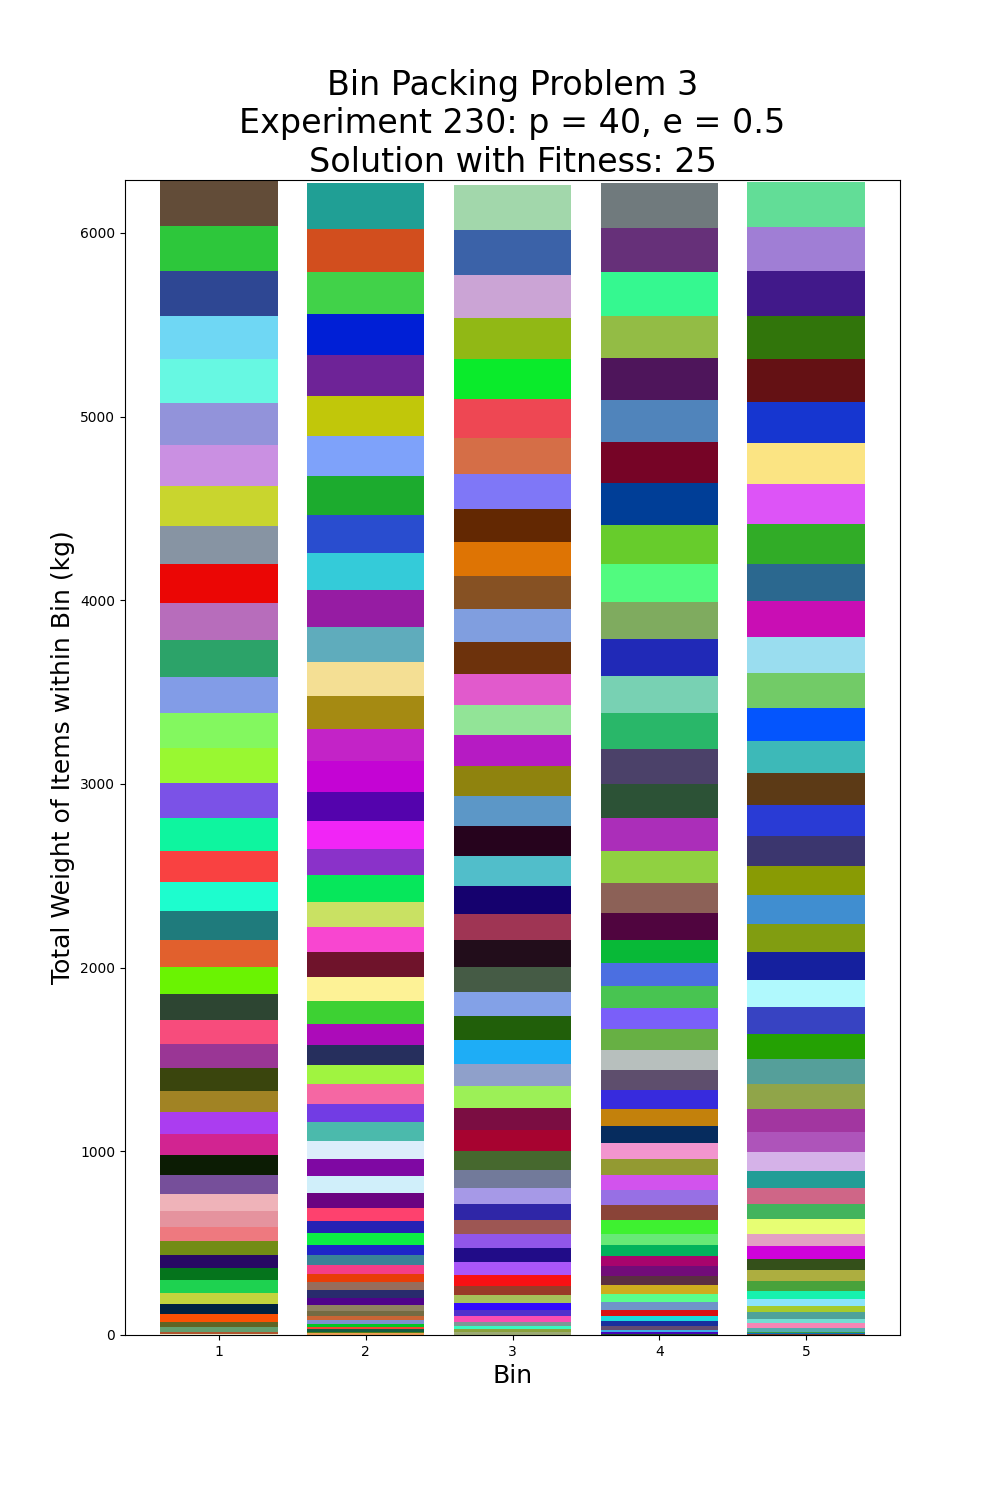 Bin Packing Problem 3
Experiment 230: p = 40, e = 0.5
Solution with Fitness: 25
Total Weight of Items within Bin (kg)
6000
5000
4000
3000
2000
1000
0
1 2 3 4 5
Bin